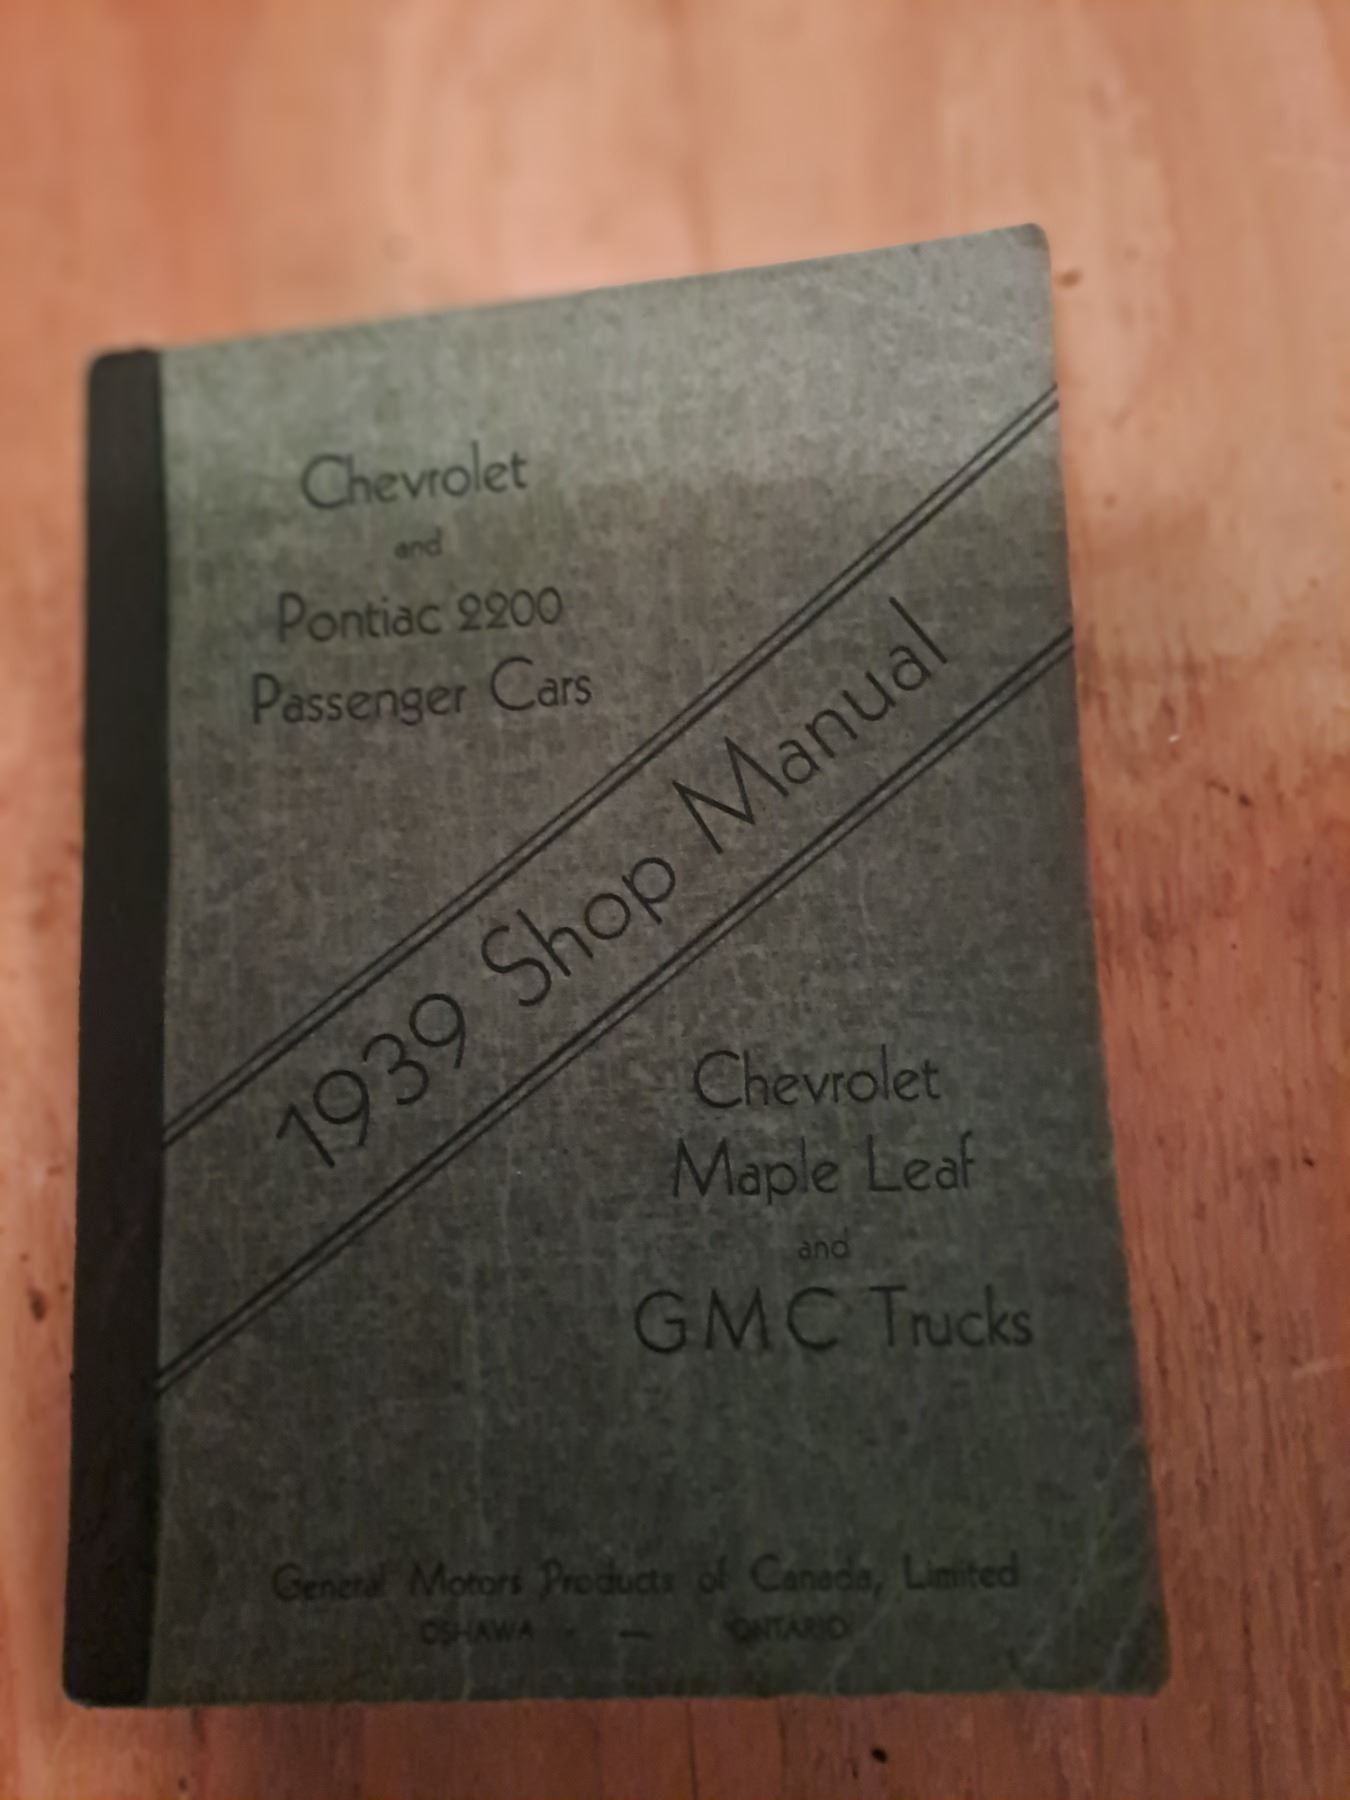 Chevrolet
and
Pontiac 2200
Passenger Cars
1939 Shop Manual
Chevrolet
Maple Leaf
and
GMC Trucks
General Motors Products of Canada, Limited
OSHAWA — ONTARIO